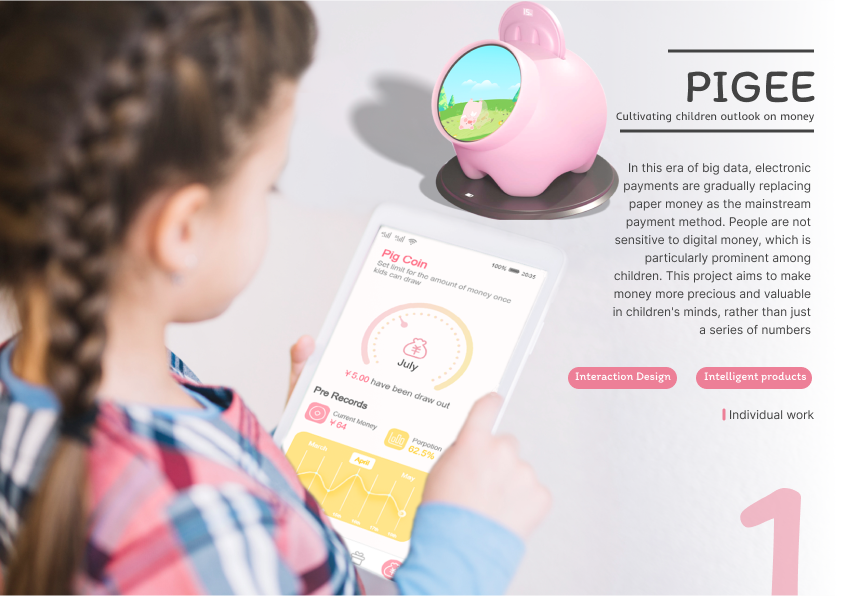 PIGEE
Cultivating children outlook on money
In this era of big data, electronic
payments are gradually replacing
paper money as the mainstream
payment method. People are not
sensitive to digital money, which is
particularly prominent among
children. This project aims to make
money more precious and valuable
in children's minds, rather than just
a series of numbers
Interaction Design
Intelligent products
Individual work
1
100%
20:35
Pig Coin
Set limit for the amount of money once
kids can draw
July
¥5.00 have been draw out
Pre Records
Current Money
¥64
Porpotion
62.5%
March
April
May